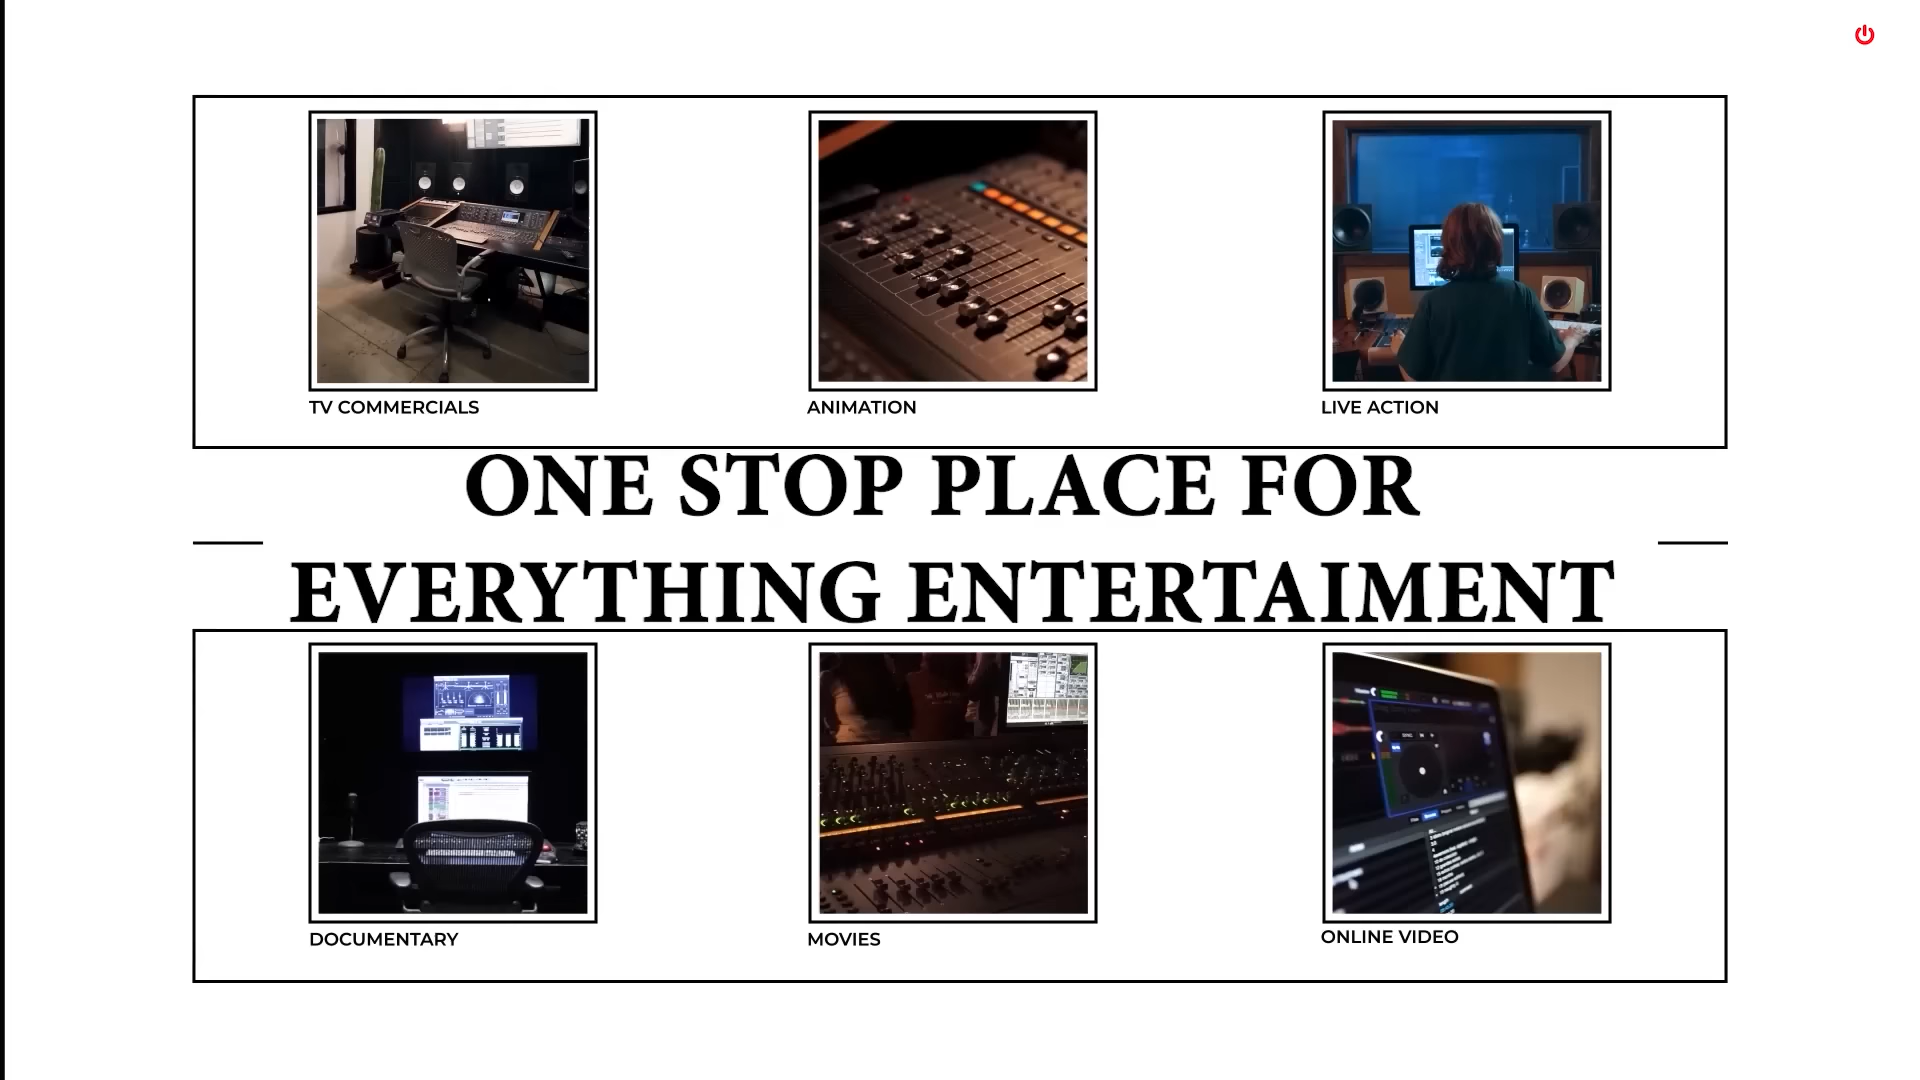 TV COMMERCIALS
ANIMATION
LIVE ACTION
ONE STOP PLACE FOR
EVERYTHING ENTERTAIMENT
DOCUMENTARY
MOVIES
ONLINE VIDEO